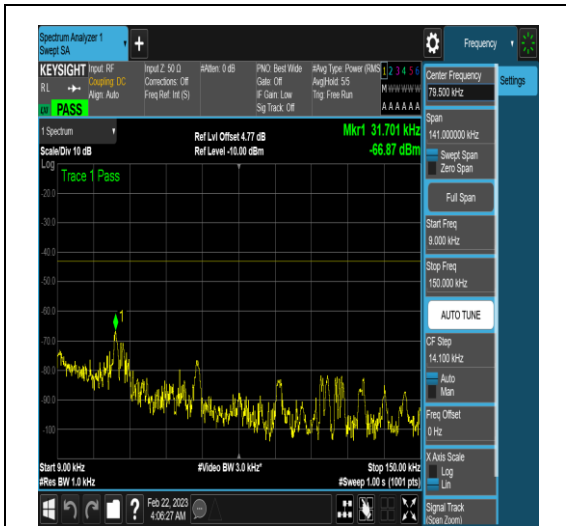 Spectrum Analyzer 1
Swept SA
+
Frequency
KEYSIGHT Input: RF
RL
Coupling: DC
Align: Auto
PASS
Input Z: 50 Ω
Corrections: Off
Freq Ref: Int (S)
#Atten: 0 dB
PNO: Best Wide
Gate: Off
IF Gain: Low
Sig Track: Off
#Avg Type: Power (RMS)
Avg|Hold: 5/5
Trig: Free Run
1 2 3 4 5 6
M W W W W W
A A A A A A
1 Spectrum
Scale/Div 10 dB
Ref Lvl Offset 4.77 dB
Ref Level -10.00 dBm
Mkr1 31.701 kHz
-66.87 dBm
Log
Trace 1 Pass
1
-20.0
-30.0
-40.0
-50.0
-60.0
-70.0
-80.0
-90.0
-100
Start 9.00 kHz
#Res BW 1.0 kHz
#Video BW 3.0 kHz*
Stop 150.00 kHz
#Sweep 1.00 s (1001 pts)
Center Frequency
79.500 kHz
Settings
Span
141.000000 kHz
Swept Span
Zero Span
Full Span
Start Freq
9.000 kHz
Stop Freq
150.000 kHz
AUTO TUNE
CF Step
14.100 kHz
Auto
Man
Freq Offset
0 Hz
X Axis Scale
Log
Lin
Signal Track
(Span Zoom)
?
Feb 22, 2023
4:06:27 AM